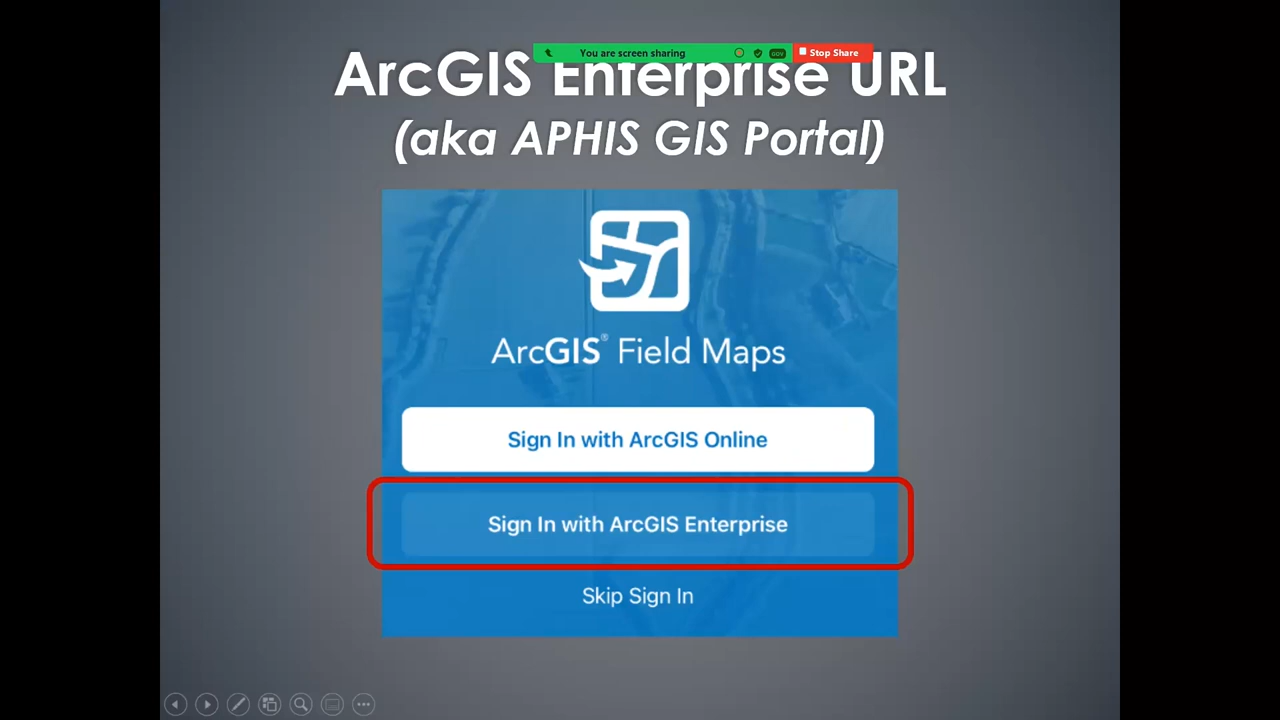 You are screen sharing
GOV
Stop Share
ArcGIS Enterprise URL
(aka APHIS GIS Portal)
ArcGIS® Field Maps
Sign In with ArcGIS Online
Sign In with ArcGIS Enterprise
Skip Sign In